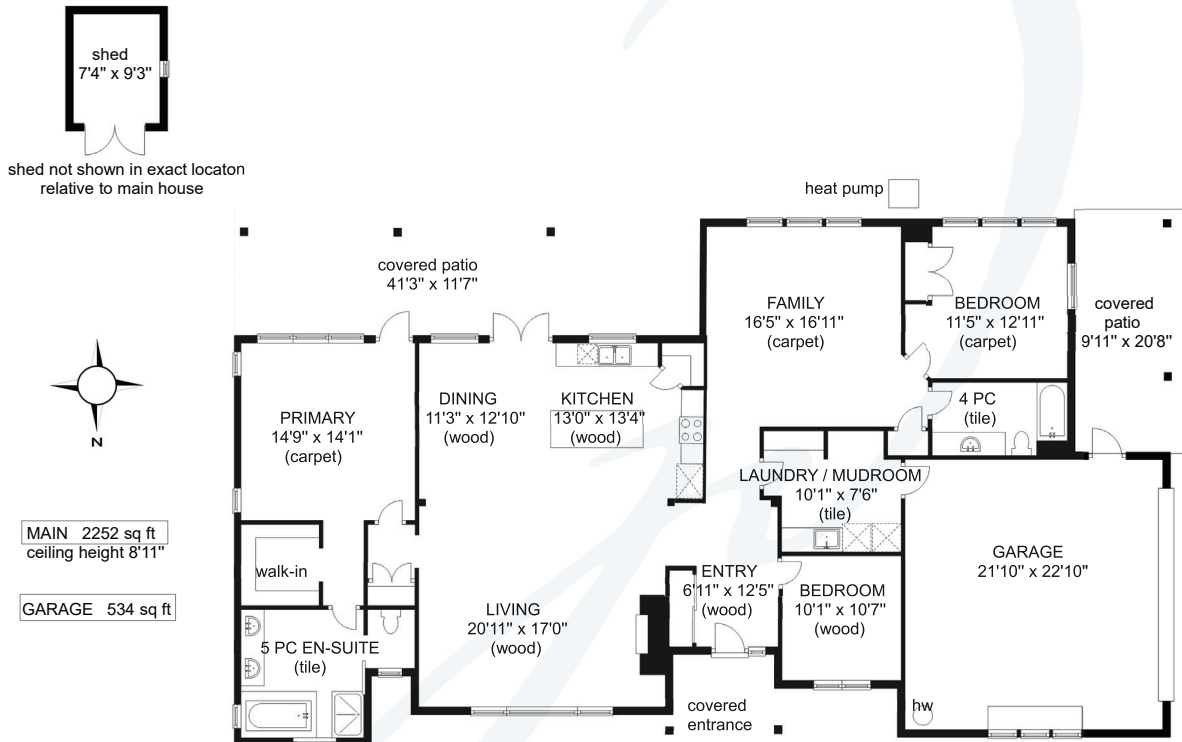 shed
7'4" x 9'3"
shed not shown in exact locaton
relative to main house
heat pump
covered patio
41'3" x 11'7"
FAMILY
16'5" x 16'11"
(carpet)
BEDROOM
11'5" x 12'11"
(carpet)
covered
patio
9'11" x 20'8"
N
PRIMARY
14'9" x 14'1"
(carpet)
DINING
11'3" x 12'10"
(wood)
KITCHEN
13'0" x 13'4"
(wood)
4 PC
(tile)
LAUNDRY / MUDROOM
10'1" x 7'6"
(tile)
MAIN 2252 sq ft
ceiling height 8'11"
GARAGE 534 sq ft
walk-in
5 PC EN-SUITE
(tile)
LIVING
20'11" x 17'0"
(wood)
ENTRY
6'11" x 12'5"
(wood)
BEDROOM
10'1" x 10'7"
(wood)
GARAGE
21'10" x 22'10"
covered
entrance
hw